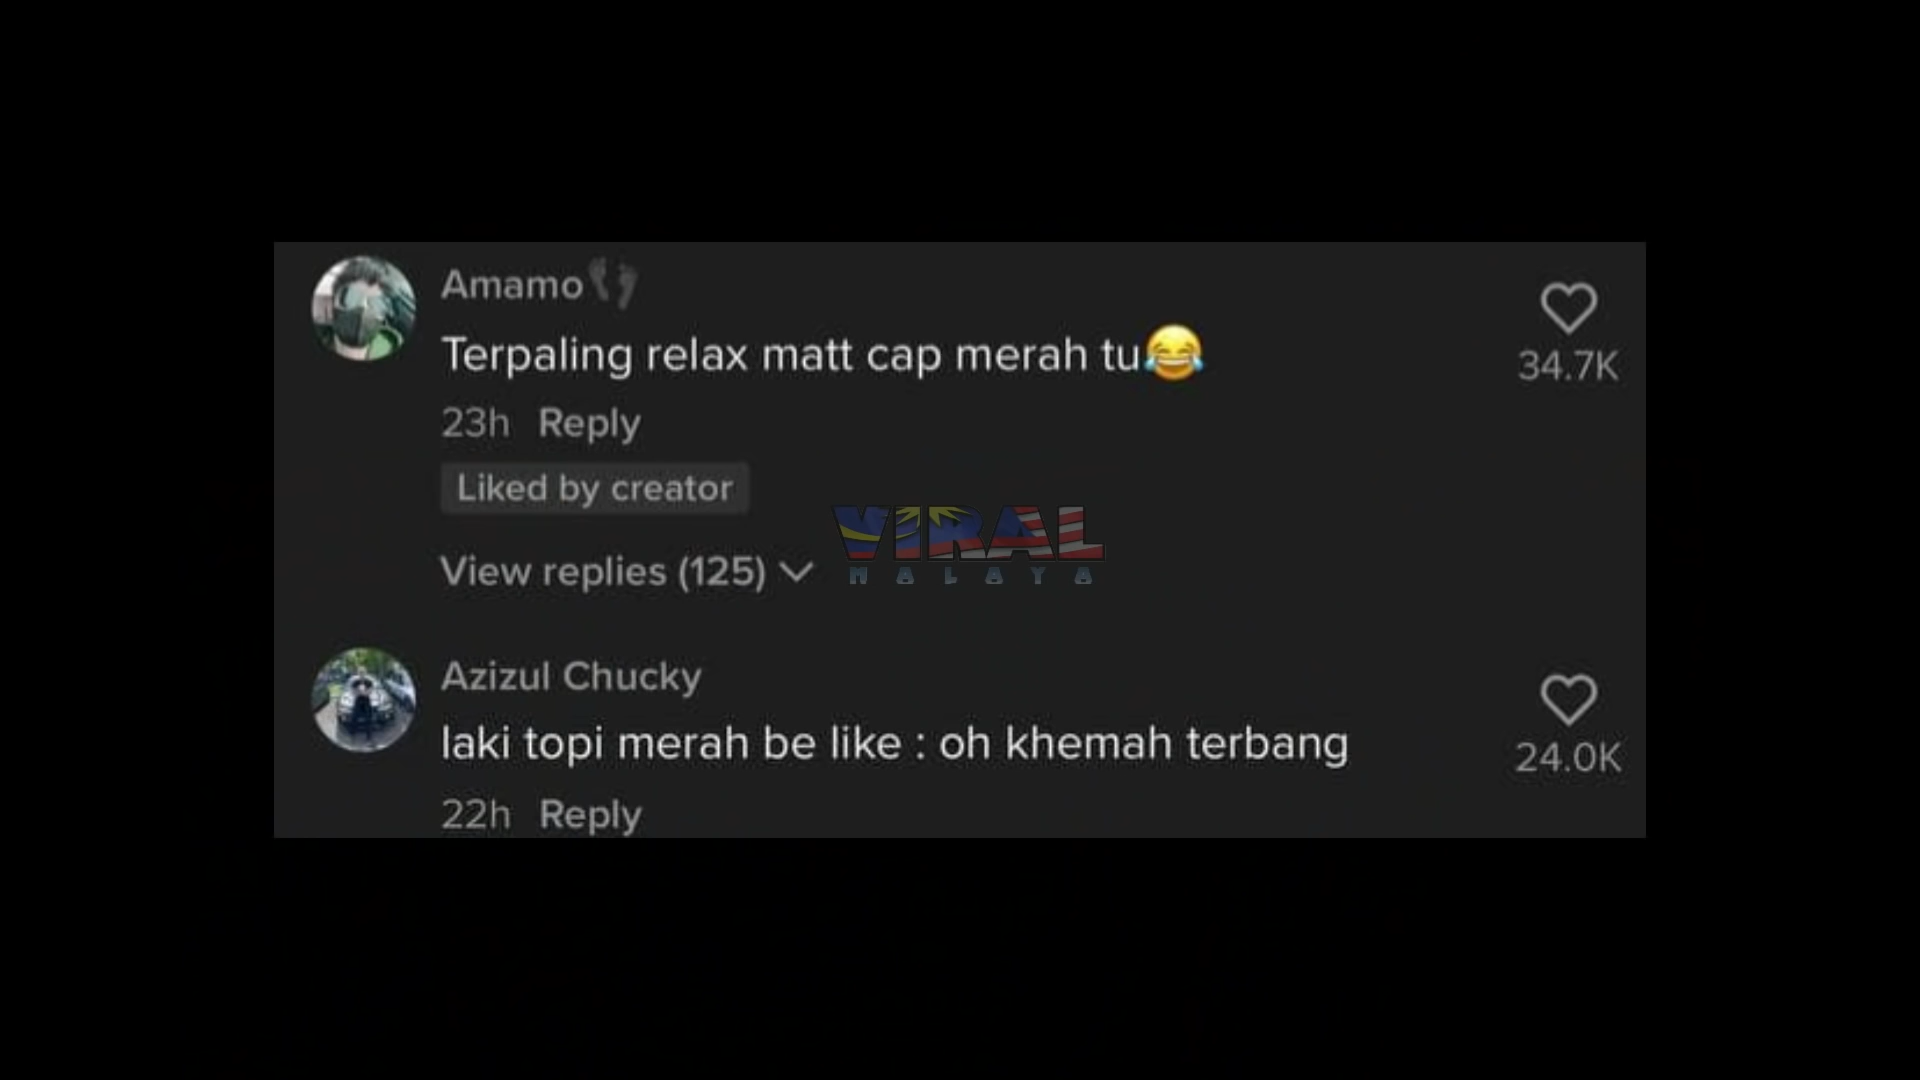 Amamo👣
Terpaling relax matt cap merah tu😂
34.7K
23h Reply
Liked by creator
View replies (125)
VIRAL
MALAYA
Azizul Chucky
laki topi merah be like : oh khemah terbang
24.0K
22h Reply